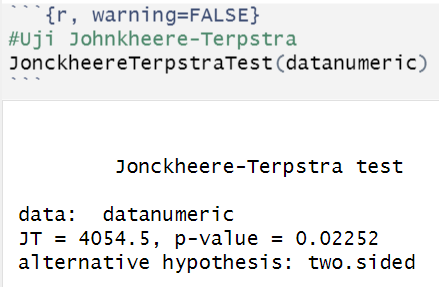 ```{r, warning=FALSE}
#Uji Johnkheere-Terpstra
JonckheereTerpstraTest(datanumeric)
```
Jonckheere-Terpstra test
data:  datanumeric
JT = 4054.5, p-value = 0.02252
alternative hypothesis: two.sided